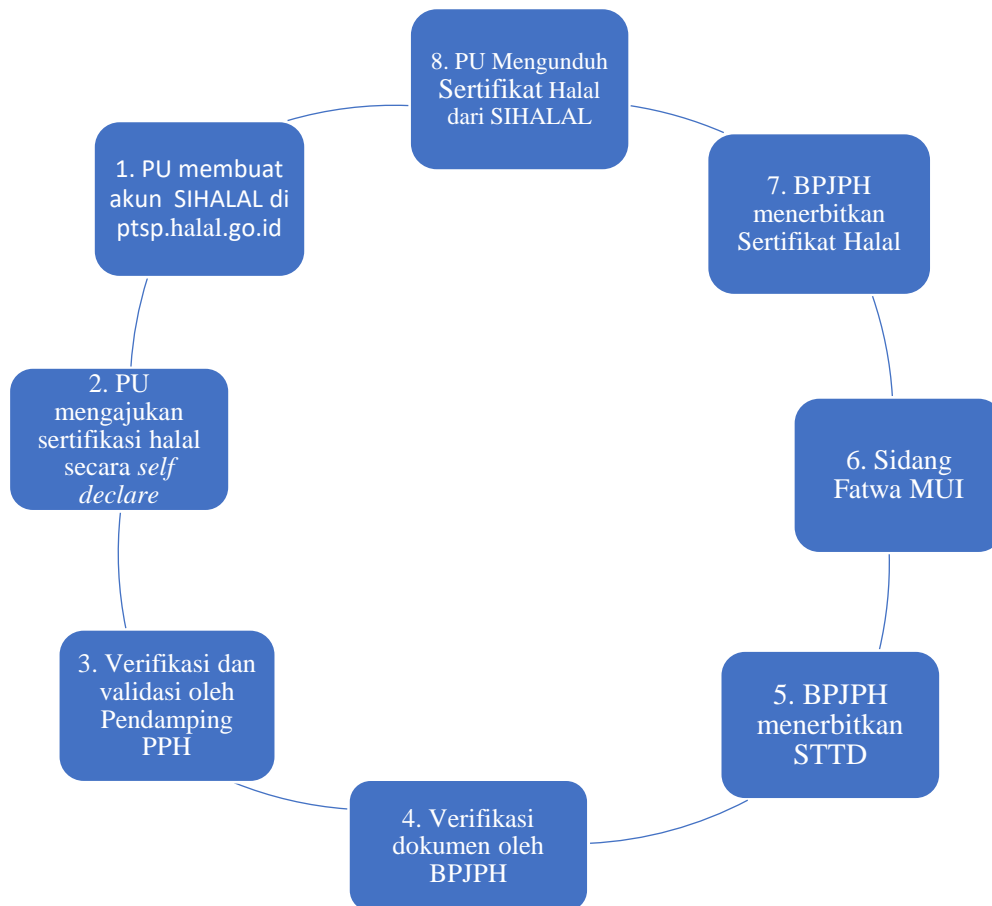 8. PU Mengunduh
Sertifikat Halal
dari SIHALAL
1. PU membuat
akun SIHALAL di
ptsp.halal.go.id
7. BPJPH
menerbitkan
Sertifikat Halal
2. PU
mengajukan
sertifikasi halal
secara self
declare
6. Sidang
Fatwa MUI
3. Verifikasi dan
validasi oleh
Pendamping
PPH
5. BPJPH
menerbitkan
STTD
4. Verifikasi
dokumen oleh
BPJPH